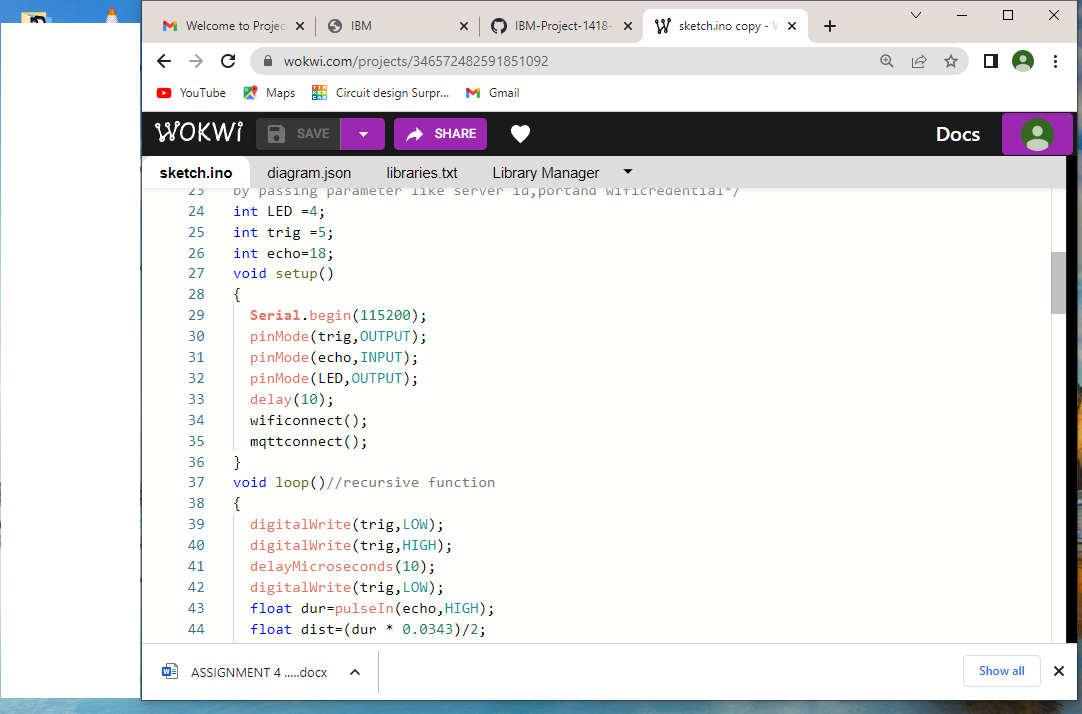 Welcome to Projec
IBM
IBM-Project-1418-
sketch.ino copy - W
wokwi.com/projects/346572482591851092
YouTube
Maps
Circuit design Surpr...
Gmail
WOKWI
SAVE
SHARE
Docs
sketch.ino
diagram.json
libraries.txt
Library Manager
23 by passing parameter like server id,portand wificredential*/
24 int LED =4;
25 int trig =5;
26 int echo=18;
27 void setup()
28 {
29 Serial.begin(115200);
30 pinMode(trig,OUTPUT);
31 pinMode(echo,INPUT);
32 pinMode(LED,OUTPUT);
33 delay(10);
34 wificonnect();
35 mqttconnect();
36 }
37 void loop()//recursive function
38 {
39 digitalWrite(trig,LOW);
40 digitalWrite(trig,HIGH);
41 delayMicroseconds(10);
42 digitalWrite(trig,LOW);
43 float dur=pulseIn(echo,HIGH);
44 float dist=(dur * 0.0343)/2;
ASSIGNMENT 4 .....docx
Show all